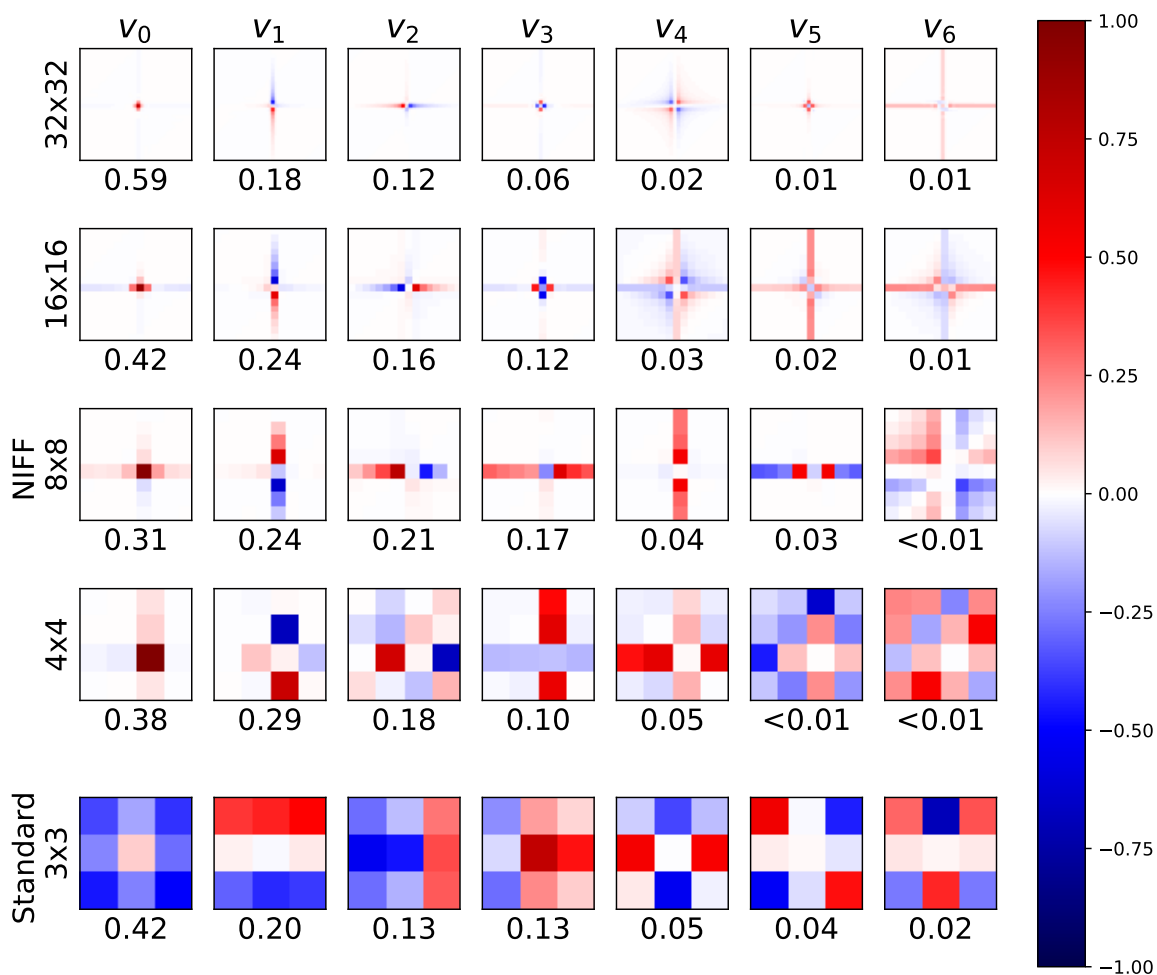 v0 v1 v2 v3 v4 v5 v6
32x32
0.59 0.18 0.12 0.06 0.02 0.01 0.01
16x16
0.42 0.24 0.16 0.12 0.03 0.02 0.01
NIFF
8x8
0.31 0.24 0.21 0.17 0.04 0.03 <0.01
4x4
0.38 0.29 0.18 0.10 0.05 <0.01 <0.01
Standard
3x3
0.42 0.20 0.13 0.13 0.05 0.04 0.02
1.00
0.75
0.50
0.25
0.00
−0.25
−0.50
−0.75
−1.00